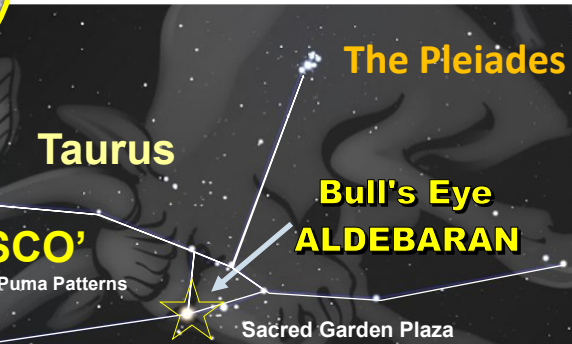 The Pleiades
Taurus
Bull's Eye
ALDEBARAN
SCO’
Puma Patterns
Sacred Garden Plaza